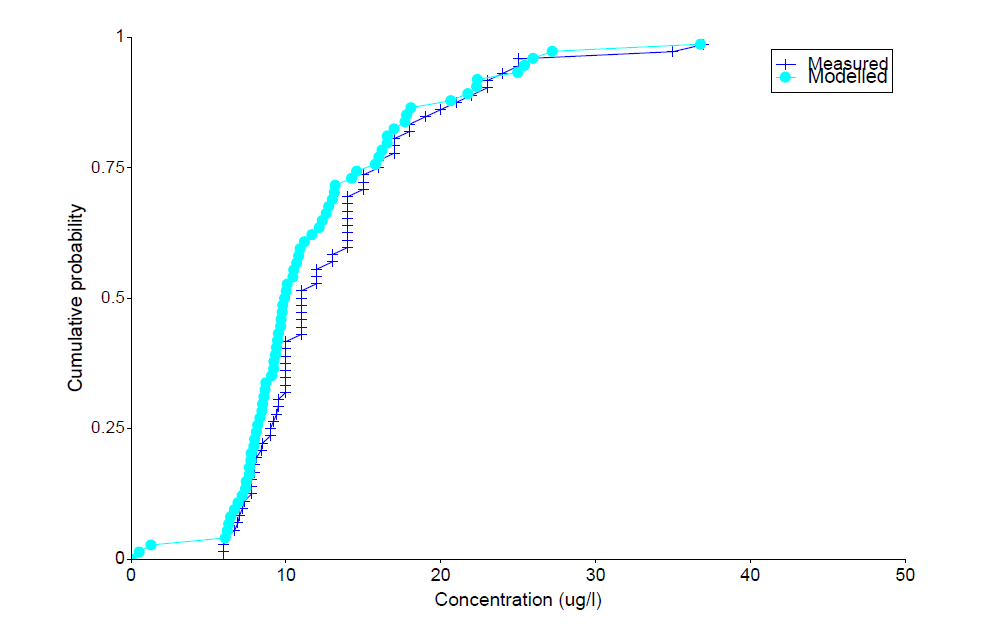 1
Measured
Modelled
0.75
0.5
0.25
0
Cumulative probability
0 10 20 30 40 50
Concentration (ug/l)